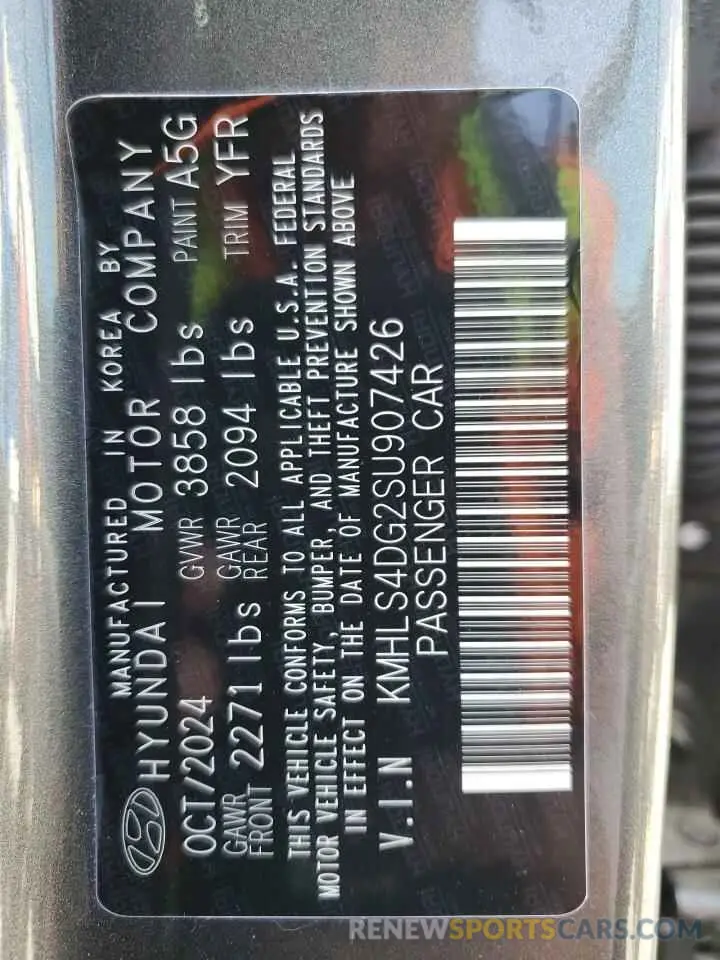 MANUFACTURED IN KOREA BY
HYUNDAI MOTOR COMPANY
OCT/2024 GVWR 3858 lbs PAINT A5G
GAWR FRONT 2271 lbs GAWR REAR 2094 lbs TRIM YFR
THIS VEHICLE CONFORMS TO ALL APPLICABLE U.S.A. FEDERAL
MOTOR VEHICLE SAFETY, BUMPER, AND THEFT PREVENTION STANDARDS
IN EFFECT ON THE DATE OF MANUFACTURE SHOWN ABOVE
V.I.N KMHLS4DG2SU907426
PASSENGER CAR
RENEWSPORTSCARS.COM